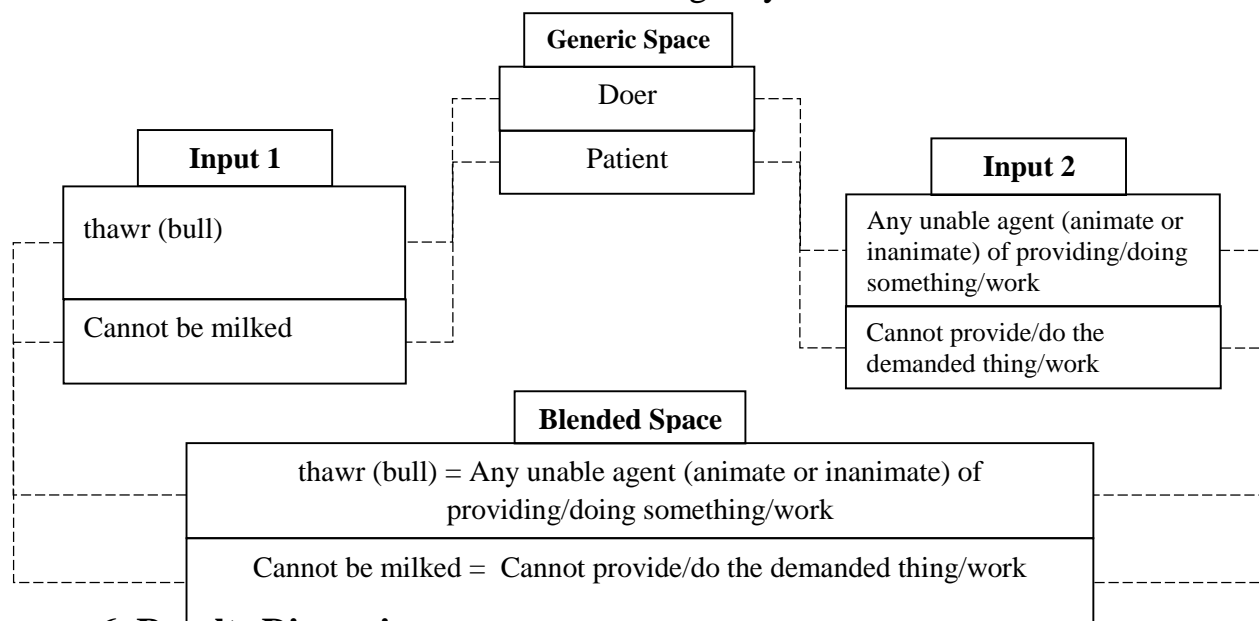 Generic Space
Doer
Patient
Input 1
thawr (bull)
Cannot be milked
Input 2
Any unable agent (animate or
inanimate) of providing/doing
something/work
Cannot provide/do the
demanded thing/work
Blended Space
thawr (bull) = Any unable agent (animate or inanimate) of
providing/doing something/work
Cannot be milked = Cannot provide/do the demanded thing/work